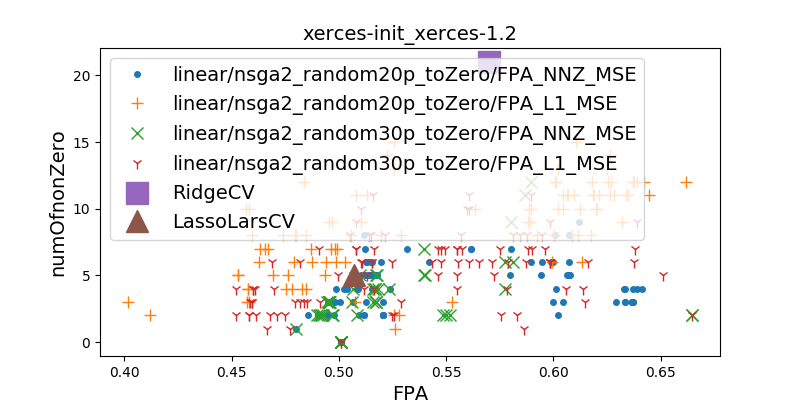 xerces-init_xerces-1.2
linear/nsga2_random20p_toZero/FPA_NNZ_MSE
linear/nsga2_random20p_toZero/FPA_L1_MSE
linear/nsga2_random30p_toZero/FPA_NNZ_MSE
linear/nsga2_random30p_toZero/FPA_L1_MSE
RidgeCV
LassoLarsCV
numOfnonZero
20
15
10
5
0
0.40 0.45 0.50 0.55 0.60 0.65
FPA